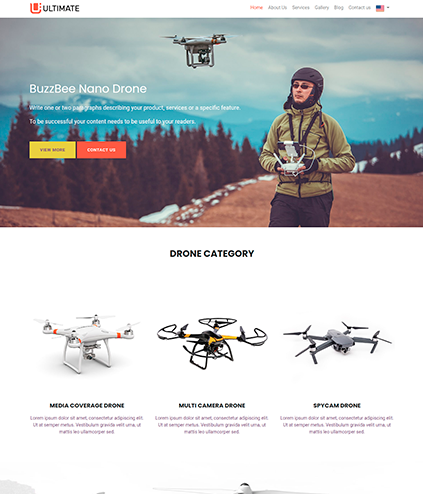 ULTIMATE
Home About Us Services Gallery Blog Contact us
BuzzBee Nano Drone
Write one or two paragraphs describing your product, services or a specific feature.
To be successful your content needs to be useful to your readers.
VIEW MORE CONTACT US
DRONE CATEGORY
MEDIA COVERAGE DRONE MULTI CAMERA DRONE SPYCAM DRONE
Lorem ipsum dolor sit amet, consectetur adipiscing elit. Lorem ipsum dolor sit amet, consectetur adipiscing elit. Lorem ipsum dolor sit amet, consectetur adipiscing elit.
Ut at semper metus. Vestibulum gravida velit urna, ut Ut at semper metus. Vestibulum gravida velit urna, ut Ut at semper metus. Vestibulum gravida velit urna, ut
mattis leo ullamcorper sed. mattis leo ullamcorper sed. mattis leo ullamcorper sed.